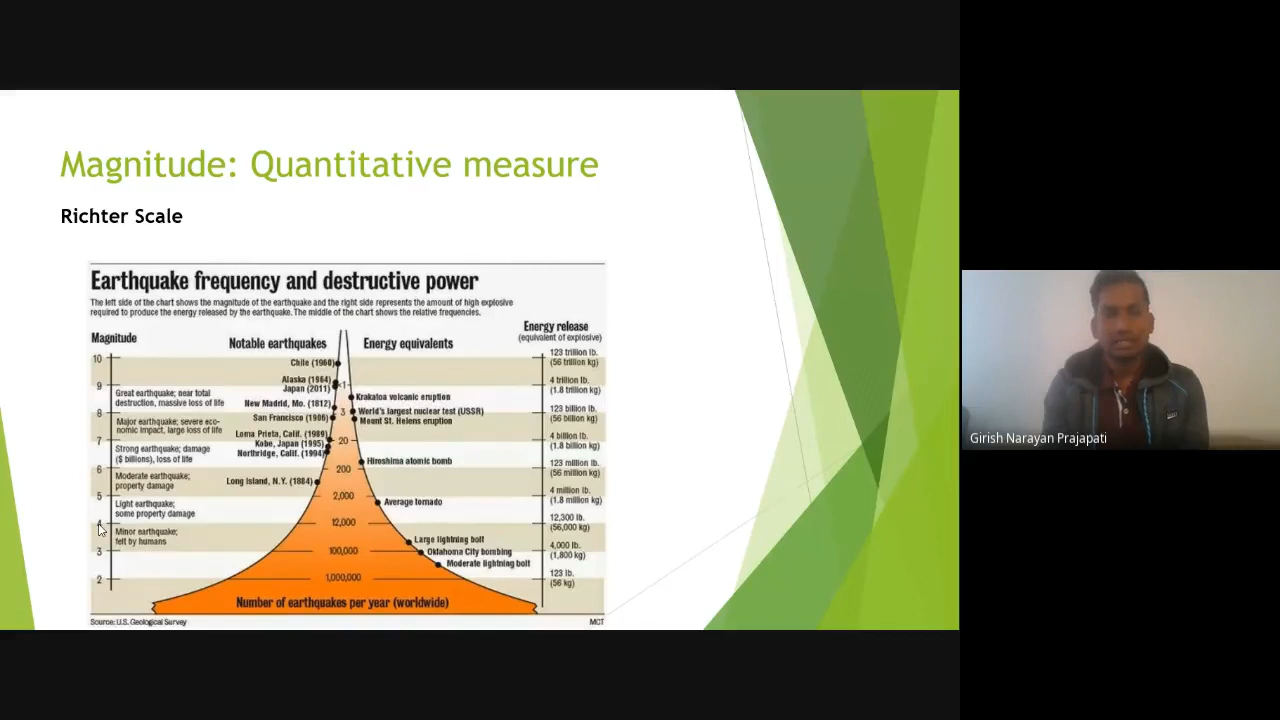 Magnitude: Quantitative measure
Richter Scale
Earthquake frequency and destructive power
The left side of the chart shows the magnitude of the earthquake and the right side represents the amount of high explosive
required to produce the energy released by the earthquake. The middle of the chart shows the relative frequencies.
Magnitude
Notable earthquakes
Energy equivalents
Energy release
(equivalent of explosive)
10
9
8
7
6
5
4
3
2
Great earthquake; near total
destruction, massive loss of life
Major earthquake; severe eco-
nomic impact, large loss of life
Strong earthquake; damage
($ billions), loss of life
Moderate earthquake;
property damage
Light earthquake;
some property damage
Minor earthquake;
felt by humans
Chile (1960)
Alaska (1964)
Japan (2011)
New Madrid, Mo. (1812)
San Francisco (1906)
Loma Prieta, Calif. (1989)
Kobe, Japan (1995)
Northridge, Calif. (1994)
Long Island, N.Y. (1884)
<1
3
20
200
2,000
12,000
100,000
1,000,000
Number of earthquakes per year (worldwide)
Krakatoa volcanic eruption
World's largest nuclear test (USSR)
Mount St. Helens eruption
Hiroshima atomic bomb
Average tornado
Large lightning bolt
Oklahoma City bombing
Moderate lightning bolt
123 trillion lb.
(56 trillion kg)
4 trillion lb.
(1.8 trillion kg)
123 billion lb.
(56 billion kg)
4 billion lb.
(1.8 billion kg)
123 million lb.
(56 million kg)
4 million lb.
(1.8 million kg)
12,300 lb.
(56,000 kg)
4,000 lb.
(1,800 kg)
123 lb.
(56 kg)
Source: U.S. Geological Survey
MCT
Girish Narayan Prajapati